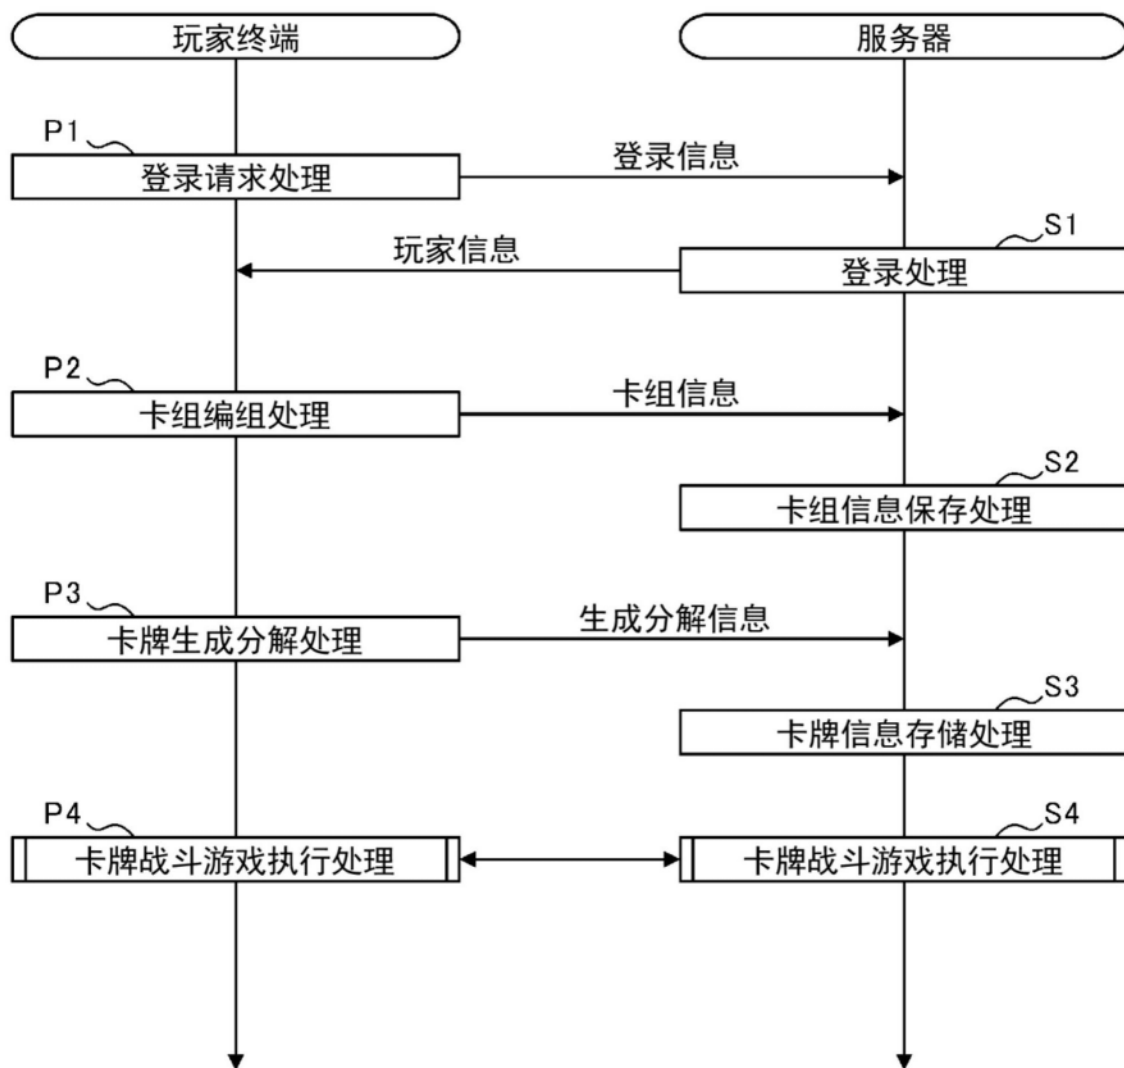 玩家终端
服务器
P1
登录请求处理
登录信息
S1
玩家信息
登录处理
P2
卡组编组处理
卡组信息
S2
卡组信息保存处理
P3
卡牌生成分解处理
生成分解信息
S3
卡牌信息存储处理
P4
卡牌战斗游戏执行处理
S4
卡牌战斗游戏执行处理